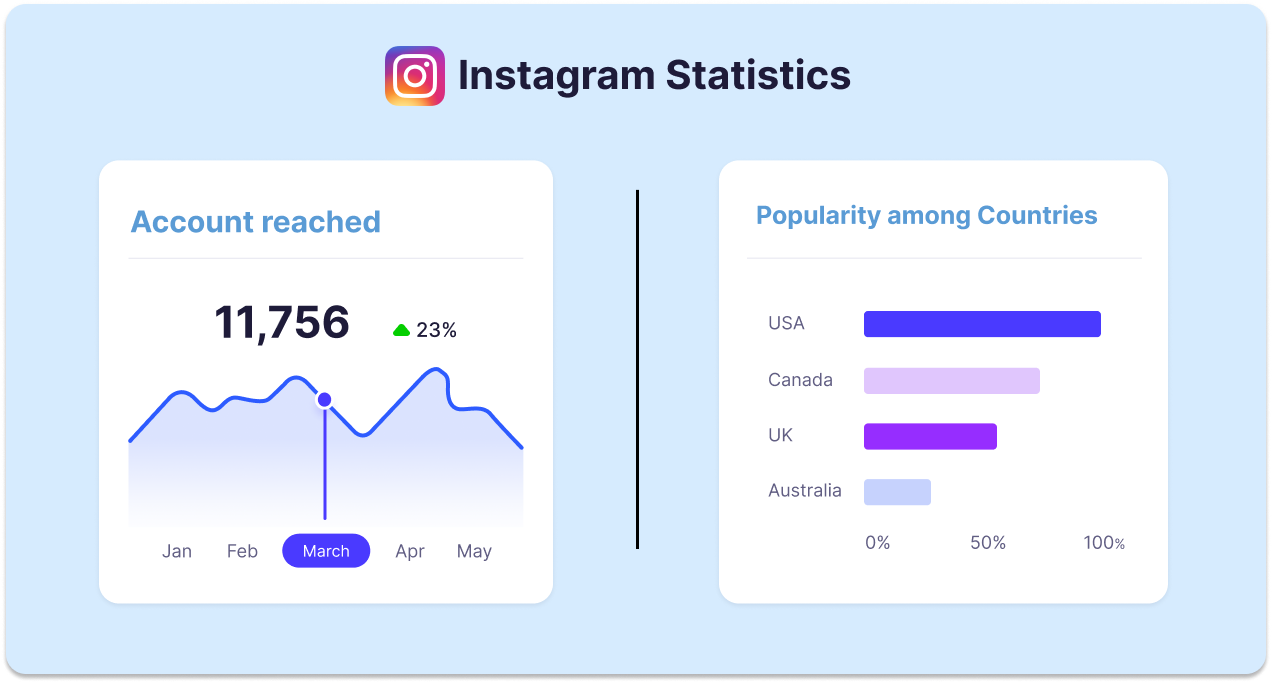 Instagram Statistics
Account reached
11,756 23%
Jan Feb March Apr May
Popularity among Countries
USA
Canada
UK
Australia
0% 50% 100%